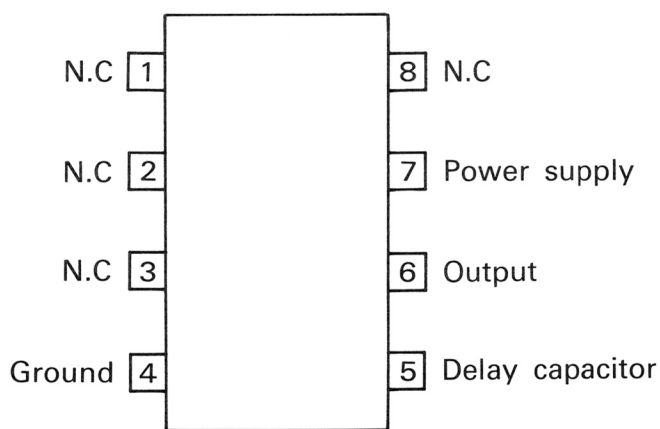 N.C 1 8 N.C
N.C 2 7 Power supply
N.C 3 6 Output
Ground 4 5 Delay capacitor